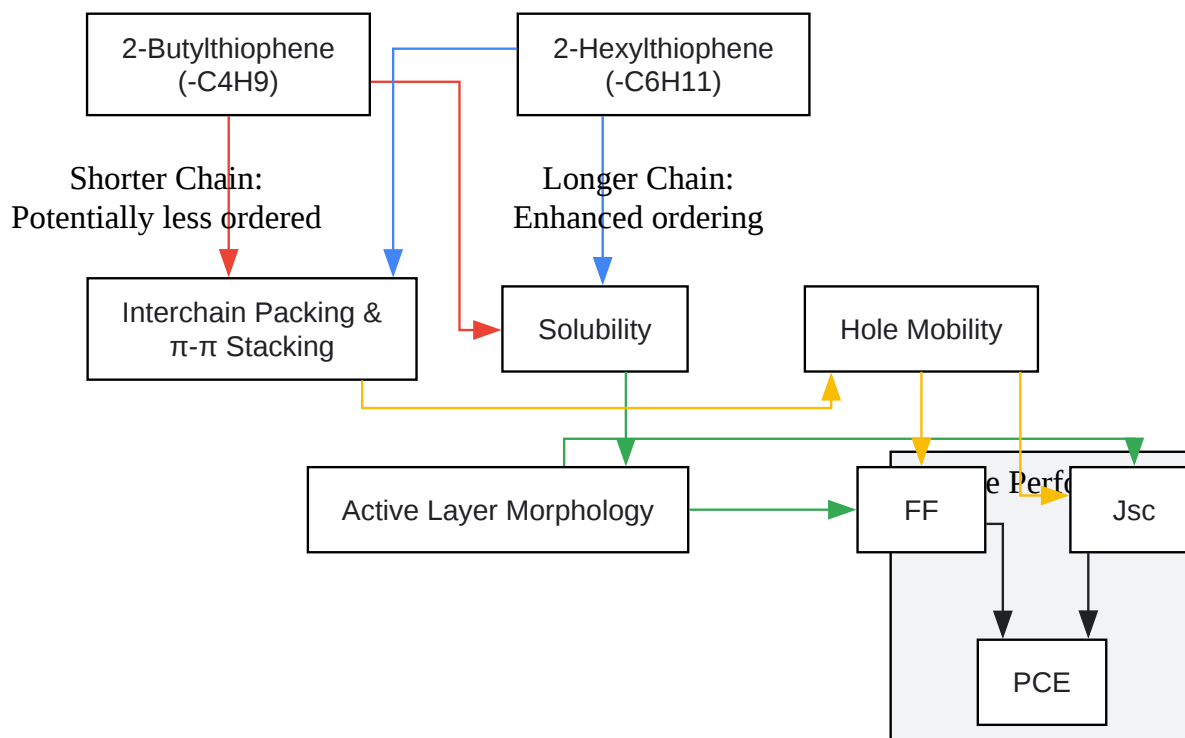 2-Butylthiophene
(-C4H9)
2-Hexylthiophene
(-C6H11)
Shorter Chain:
Potentially less ordered
Longer Chain:
Enhanced ordering
Interchain Packing &
π-π Stacking
Solubility
Hole Mobility
Active Layer Morphology
FF
Jsc
PCE